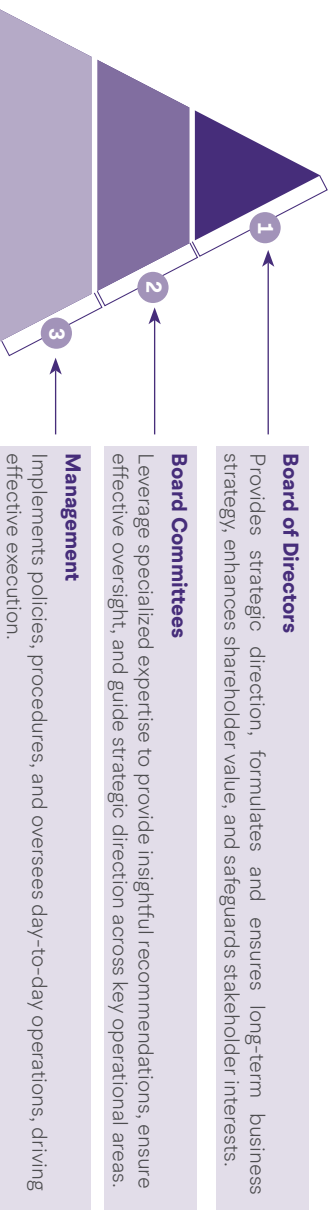 1
Board of Directors
Provides strategic direction, formulates and ensures long-term business
strategy, enhances shareholder value, and safeguards stakeholder interests.
2
Board Committees
Leverage specialized expertise to provide insightful recommendations, ensure
effective oversight, and guide strategic direction across key operational areas.
3
Management
Implements policies, procedures, and oversees day-to-day operations, driving
effective execution.